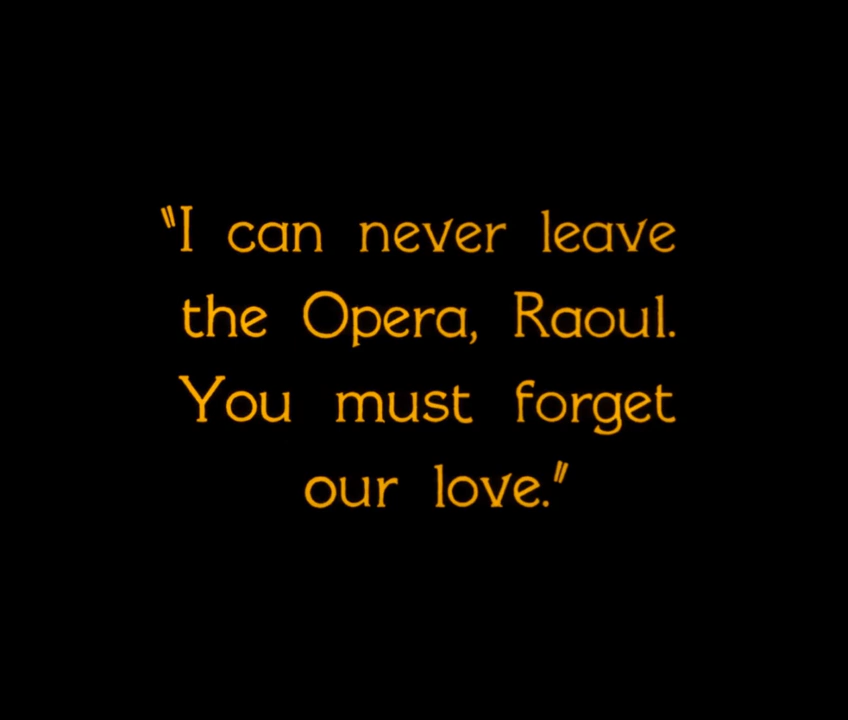 "I can never leave
the Opera, Raoul.
You must forget
our love."